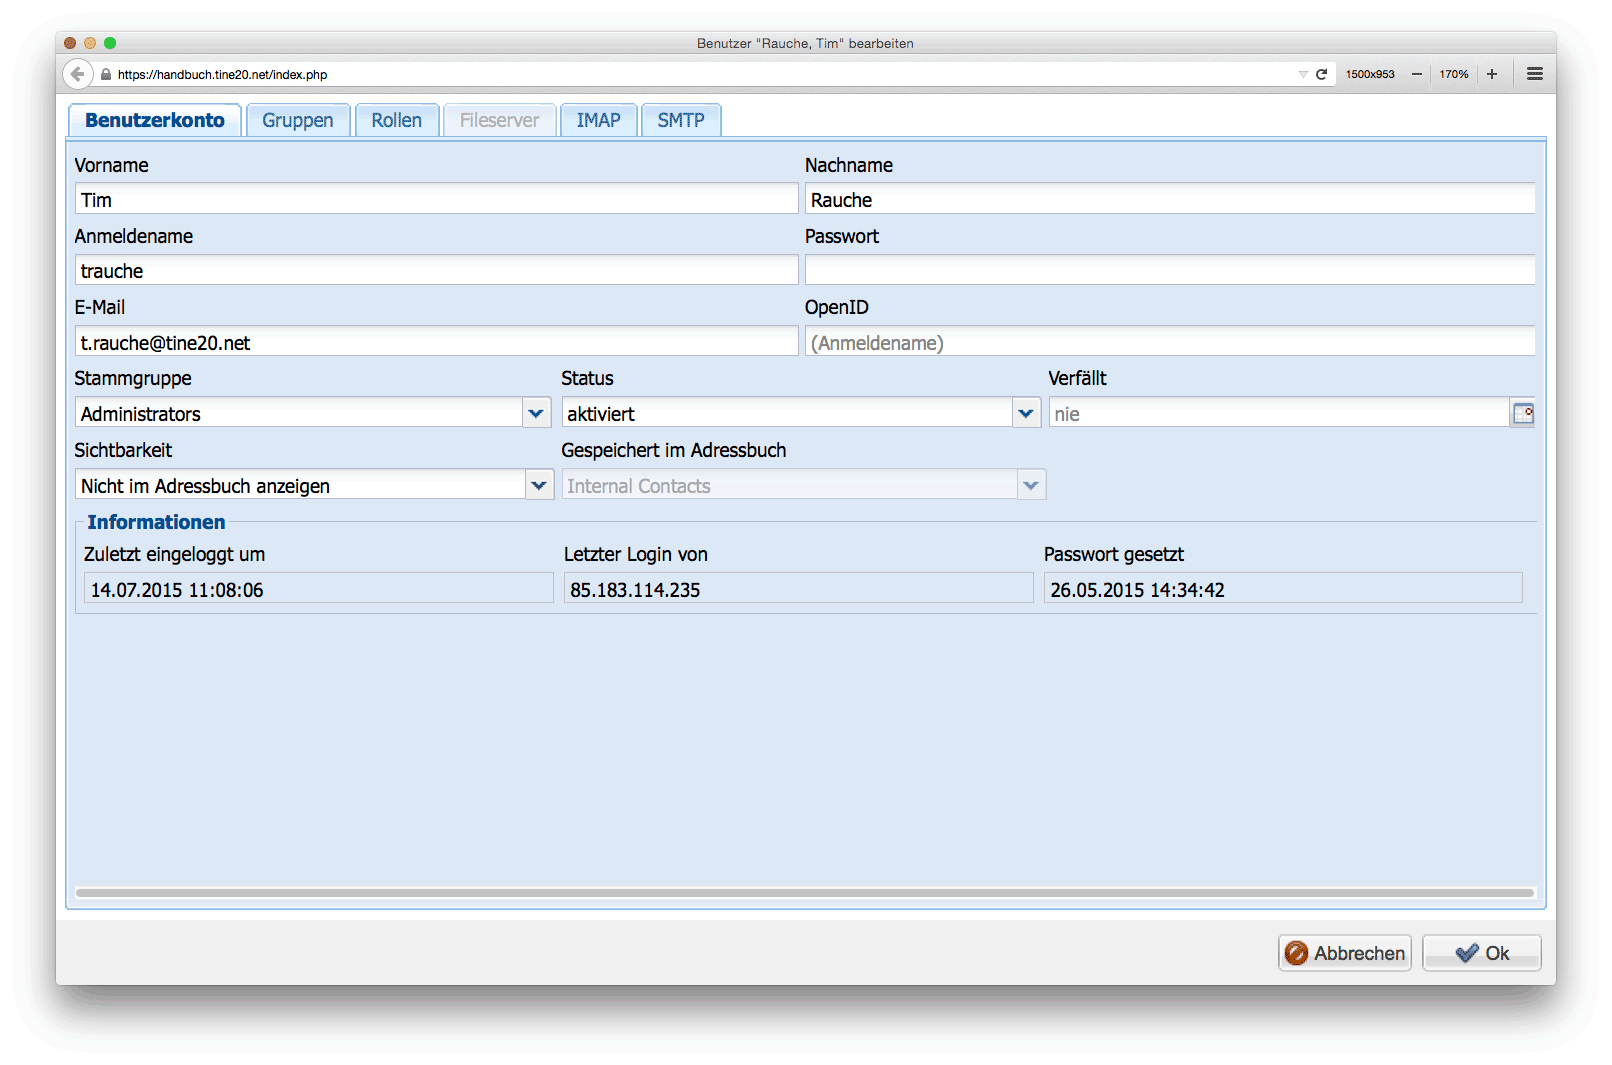 Benutzer "Rauche, Tim" bearbeiten
https://handbuch.tine20.net/index.php 1500x953 170%
Benutzerkonto Gruppen Rollen Fileserver IMAP SMTP
Vorname Nachname
Tim Rauche
Anmeldename Passwort
trauche
E-Mail OpenID
t.rauche@tine20.net (Anmeldename)
Stammgruppe Status Verfällt
Administrators aktiviert nie
Sichtbarkeit Gespeichert im Adressbuch
Nicht im Adressbuch anzeigen Internal Contacts
Informationen
Zuletzt eingeloggt um Letzter Login von Passwort gesetzt
14.07.2015 11:08:06 85.183.114.235 26.05.2015 14:34:42
Abbrechen Ok